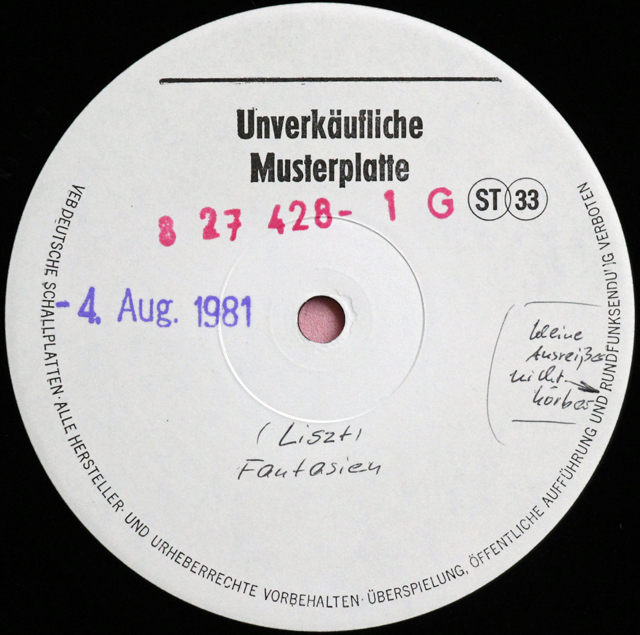 Unverkäufliche
Musterplatte
8 27 428- 1 G
ST 33
-4. Aug. 1981
kleine
Ausreißer
nicht
hörbar
(Liszt)
Fantasien
VEB DEUTSCHE SCHALLPLATTEN · ALLE HERSTELLER- UND URHEBERRECHTE VORBEHALTEN · ÜBERSPIELUNG, ÖFFENTLICHE AUFFÜHRUNG UND RUNDFUNKSENDUNG VERBOTEN